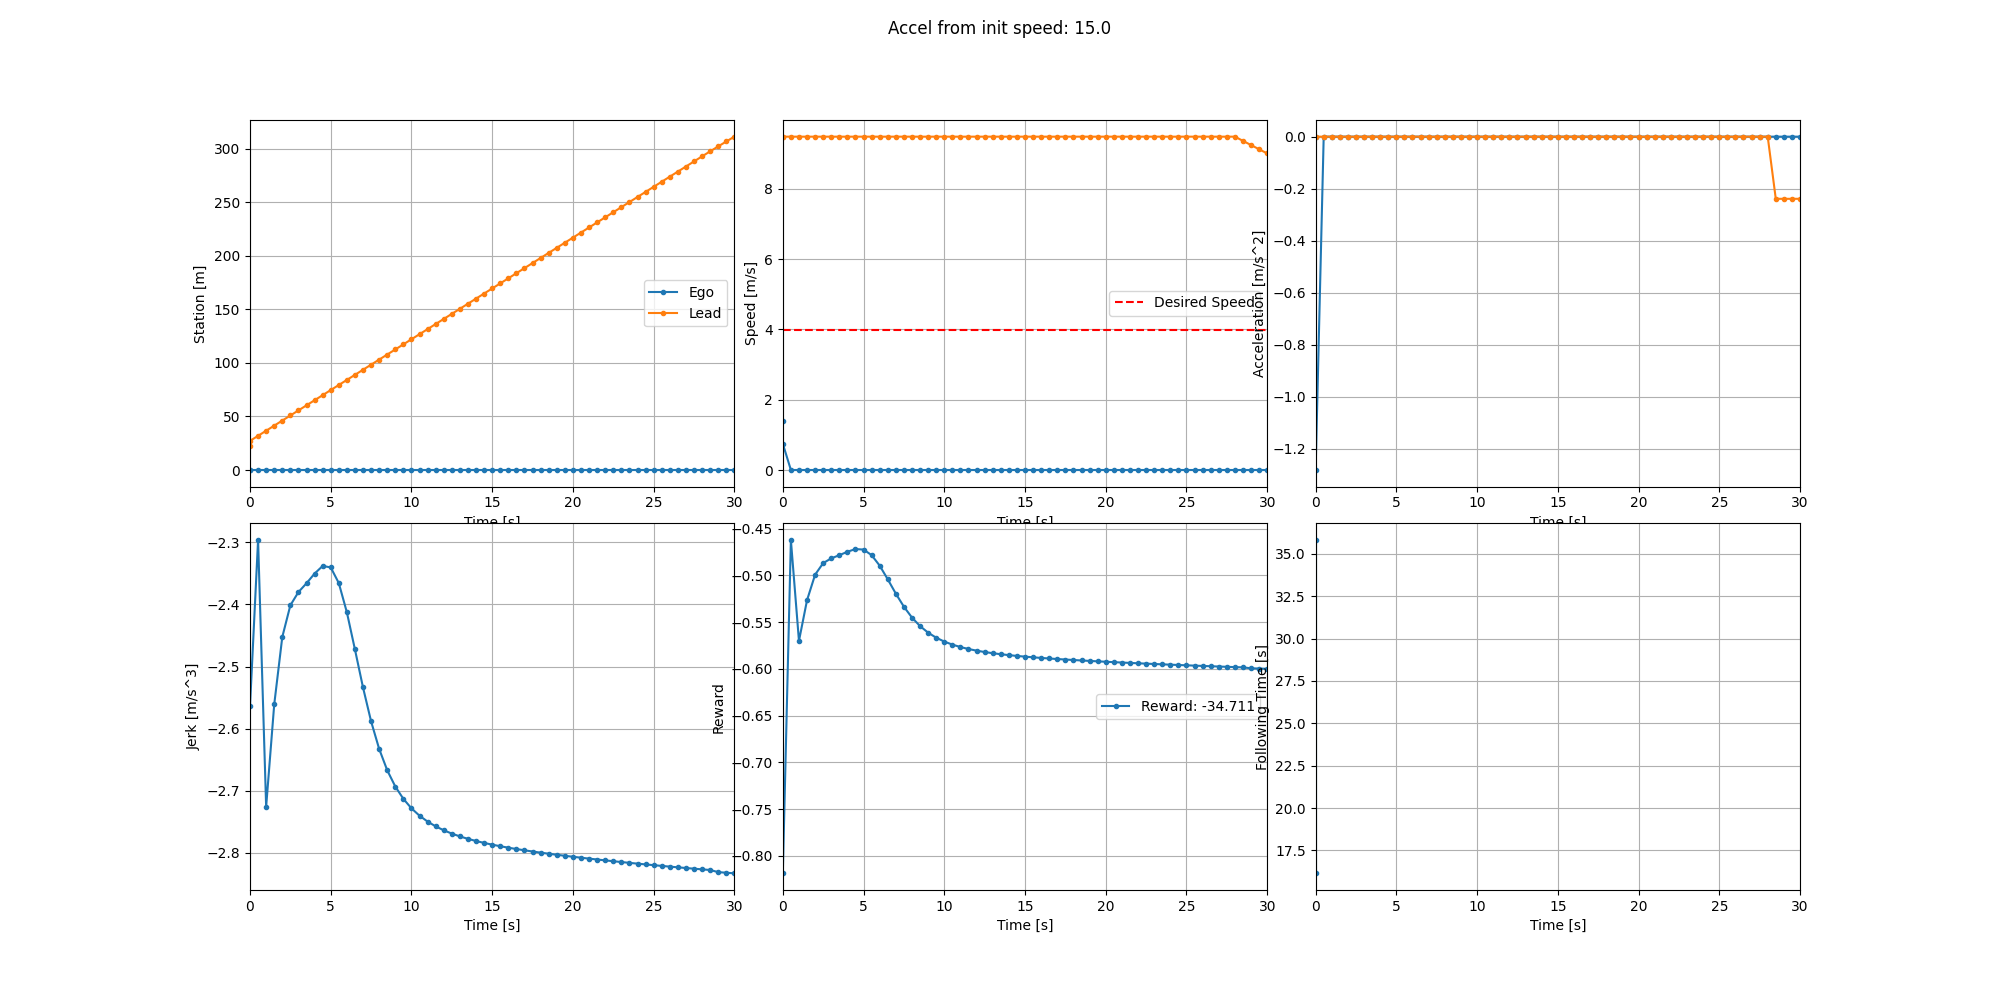 Accel from init speed: 15.0
300
250
200
150
100
50
0
Station [m]
Ego
Lead
0 5 10 15 20 25 30
Time [s]
8
6
4
2
0
Speed [m/s]
Desired Speed
0 5 10 15 20 25 30
Time [s]
0.0
−0.2
−0.4
−0.6
−0.8
−1.0
−1.2
Acceleration [m/s^2]
0 5 10 15 20 25 30
Time [s]
−2.3
−2.4
−2.5
−2.6
−2.7
−2.8
Jerk [m/s^3]
0 5 10 15 20 25 30
Time [s]
−0.45
−0.50
−0.55
−0.60
−0.65
−0.70
−0.75
−0.80
Reward
Reward: -34.711
0 5 10 15 20 25 30
Time [s]
35.0
32.5
30.0
27.5
25.0
22.5
20.0
17.5
Following Time [s]
0 5 10 15 20 25 30
Time [s]